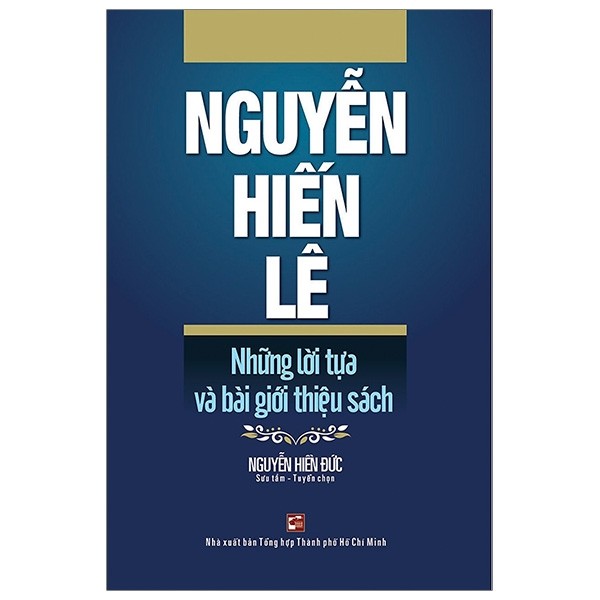 NGUYỄN
HIẾN
LÊ
Những lời tựa
và bài giới thiệu sách
NGUYỄN HIỀN ĐỨC
Sưu tầm - Tuyển chọn
Nhà xuất bản Tổng hợp Thành phố Hồ Chí Minh